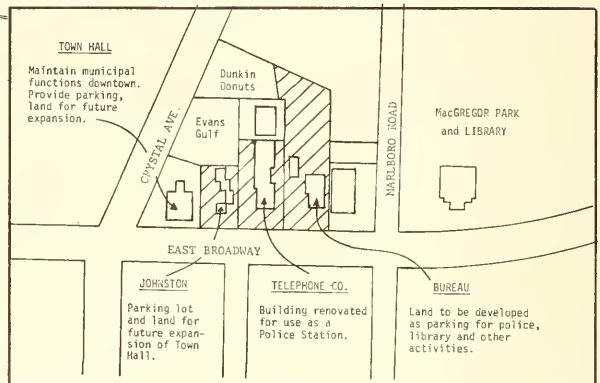 TOWN HALL
Maintain municipal
functions downtown.
Provide parking,
land for future
expansion.
CRYSTAL AVE.
Dunkin
Donuts
Evans
Gulf
MARLBORO ROAD
MacGREGOR PARK
and LIBRARY
EAST BROADWAY
JOHNSTON
Parking lot
and land for
future expan-
sion of Town
Hall.
TELEPHONE CO.
Building renovated
for use as a
Police Station.
BUREAU
Land to be developed
as parking for police,
library and other
activities.